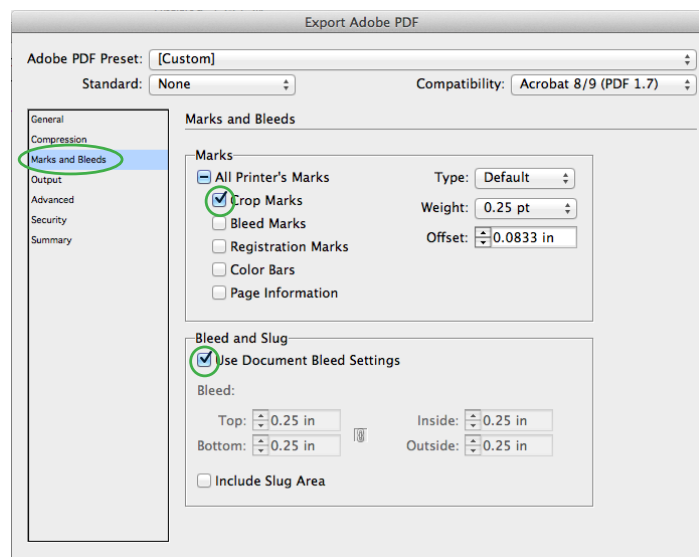 Export Adobe PDF
Adobe PDF Preset: [Custom]
Standard: None Compatibility: Acrobat 8/9 (PDF 1.7)
General
Compression
Marks and Bleeds
Output
Advanced
Security
Summary
Marks and Bleeds
Marks
All Printer's Marks
Crop Marks
Bleed Marks
Registration Marks
Color Bars
Page Information
Type: Default
Weight: 0.25 pt
Offset: 0.0833 in
Bleed and Slug
Use Document Bleed Settings
Bleed:
Top: 0.25 in Inside: 0.25 in
Bottom: 0.25 in Outside: 0.25 in
Include Slug Area